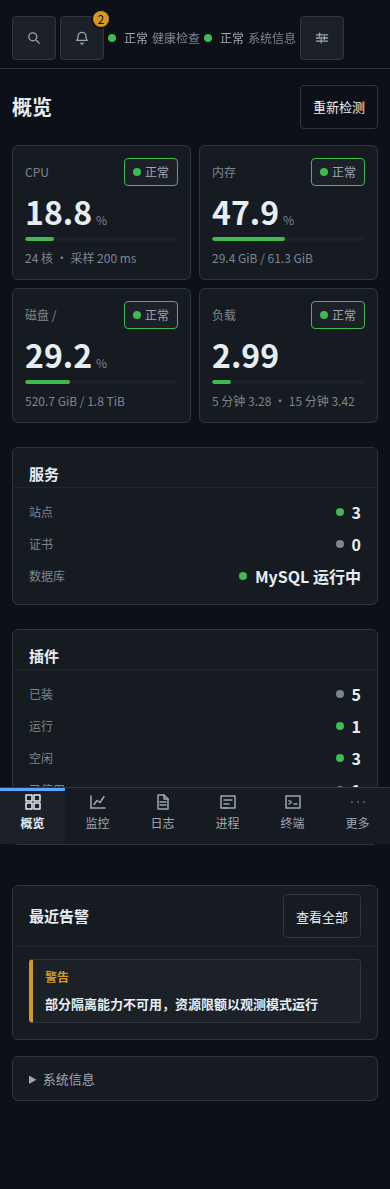 2
正常 健康检查 正常 系统信息
概览 重新检测
CPU 正常
18.8 %
24 核 · 采样 200 ms
内存 正常
47.9 %
29.4 GiB / 61.3 GiB
磁盘 / 正常
29.2 %
520.7 GiB / 1.8 TiB
负载 正常
2.99
5 分钟 3.28 · 15 分钟 3.42
服务
站点 3
证书 0
数据库 MySQL 运行中
插件
已装 5
运行 1
空闲 3
概览 监控 日志 进程 终端 更多
最近告警 查看全部
警告
部分隔离能力不可用，资源限额以观测模式运行
系统信息